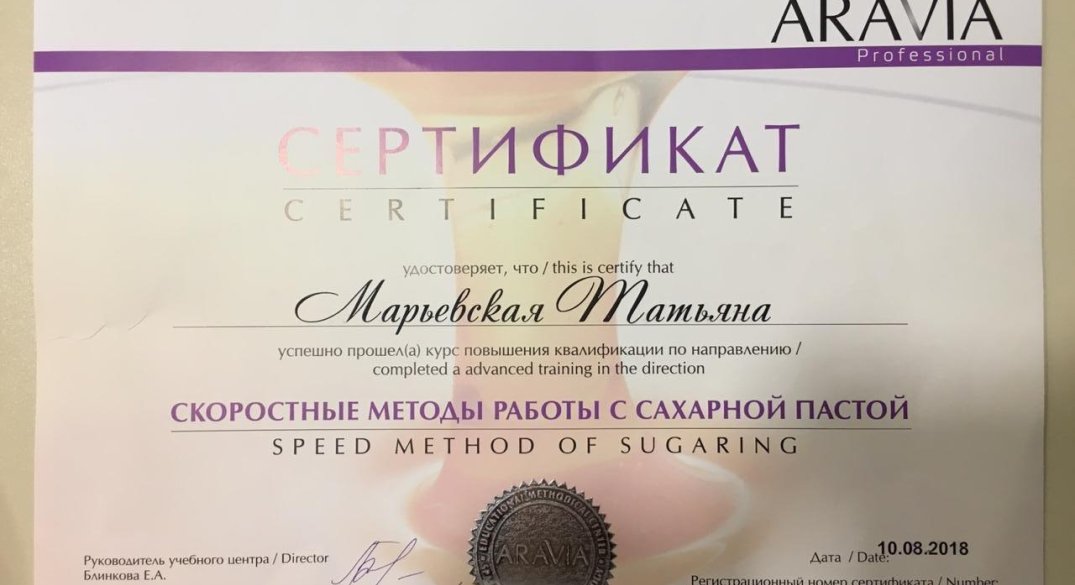 ARAVIA
Professional
СЕРТИФИКАТ
CERTIFICATE
удостоверяет, что / this is certify that
Марьевская Татьяна
успешно прошел(а) курс повышения квалификации по направлению /
completed a advanced training in the direction
СКОРОСТНЫЕ МЕТОДЫ РАБОТЫ С САХАРНОЙ ПАСТОЙ
SPEED METHOD OF SUGARING
EDUCATIONAL METHODICAL
ARAVIA
Руководитель учебного центра / Director
Блинкова Е.А.
Дата / Date: 10.08.2018
Регистрационный номер сертификата / Number: